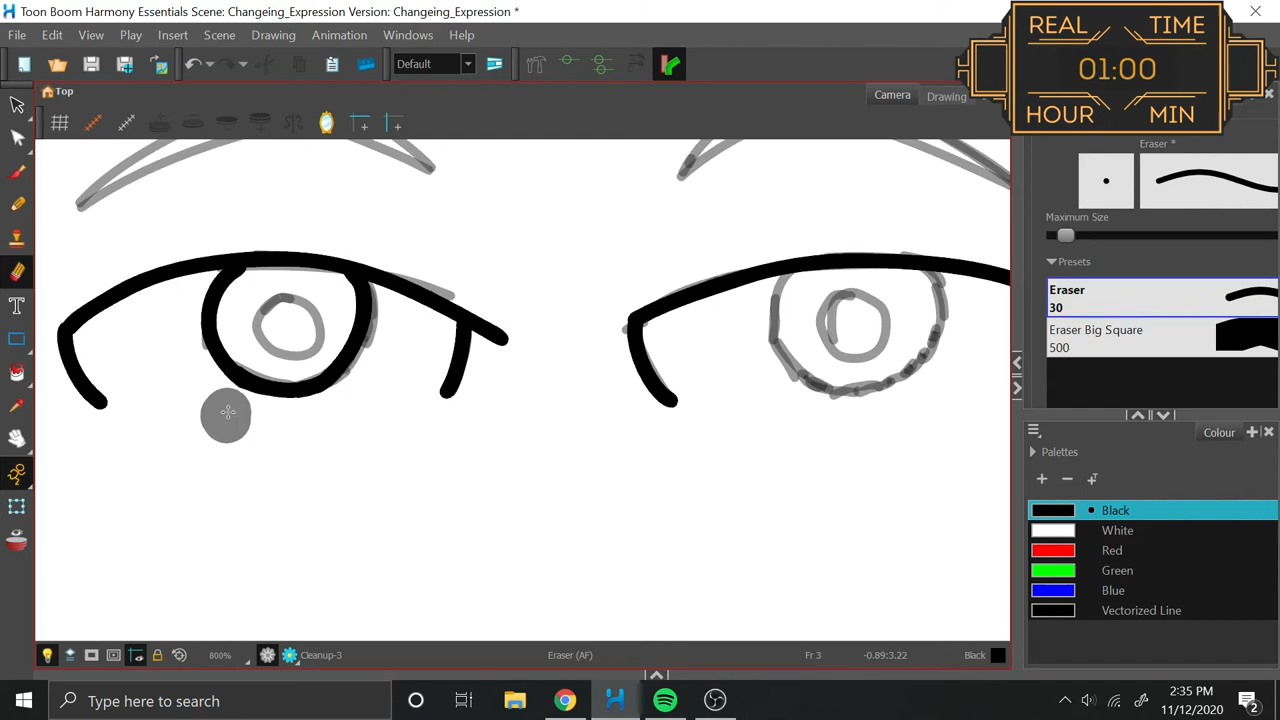 Toon Boom Harmony Essentials Scene: Changeing_Expression Version: Changeing_Expression *
File Edit View Play Insert Scene Drawing Animation Windows Help
REAL TIME
01:00
HOUR MIN
Default
Top
Camera Drawing
Eraser *
Maximum Size
Presets
Eraser
30
Eraser Big Square
500
Colour
Palettes
Black
White
Red
Green
Blue
Vectorized Line
800% Cleanup-3 Eraser (AF) Fr 3 -0.89:3.22 Black
Type here to search
2:35 PM
11/12/2020
2